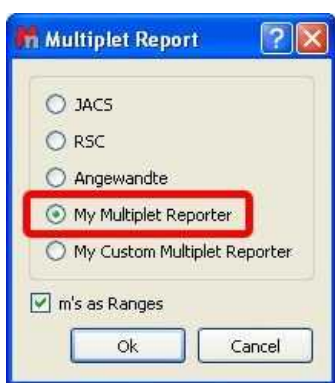 Multiplet Report
JACS
RSC
Angewandte
My Multiplet Reporter
My Custom Multiplet Reporter
m's as Ranges
Ok Cancel